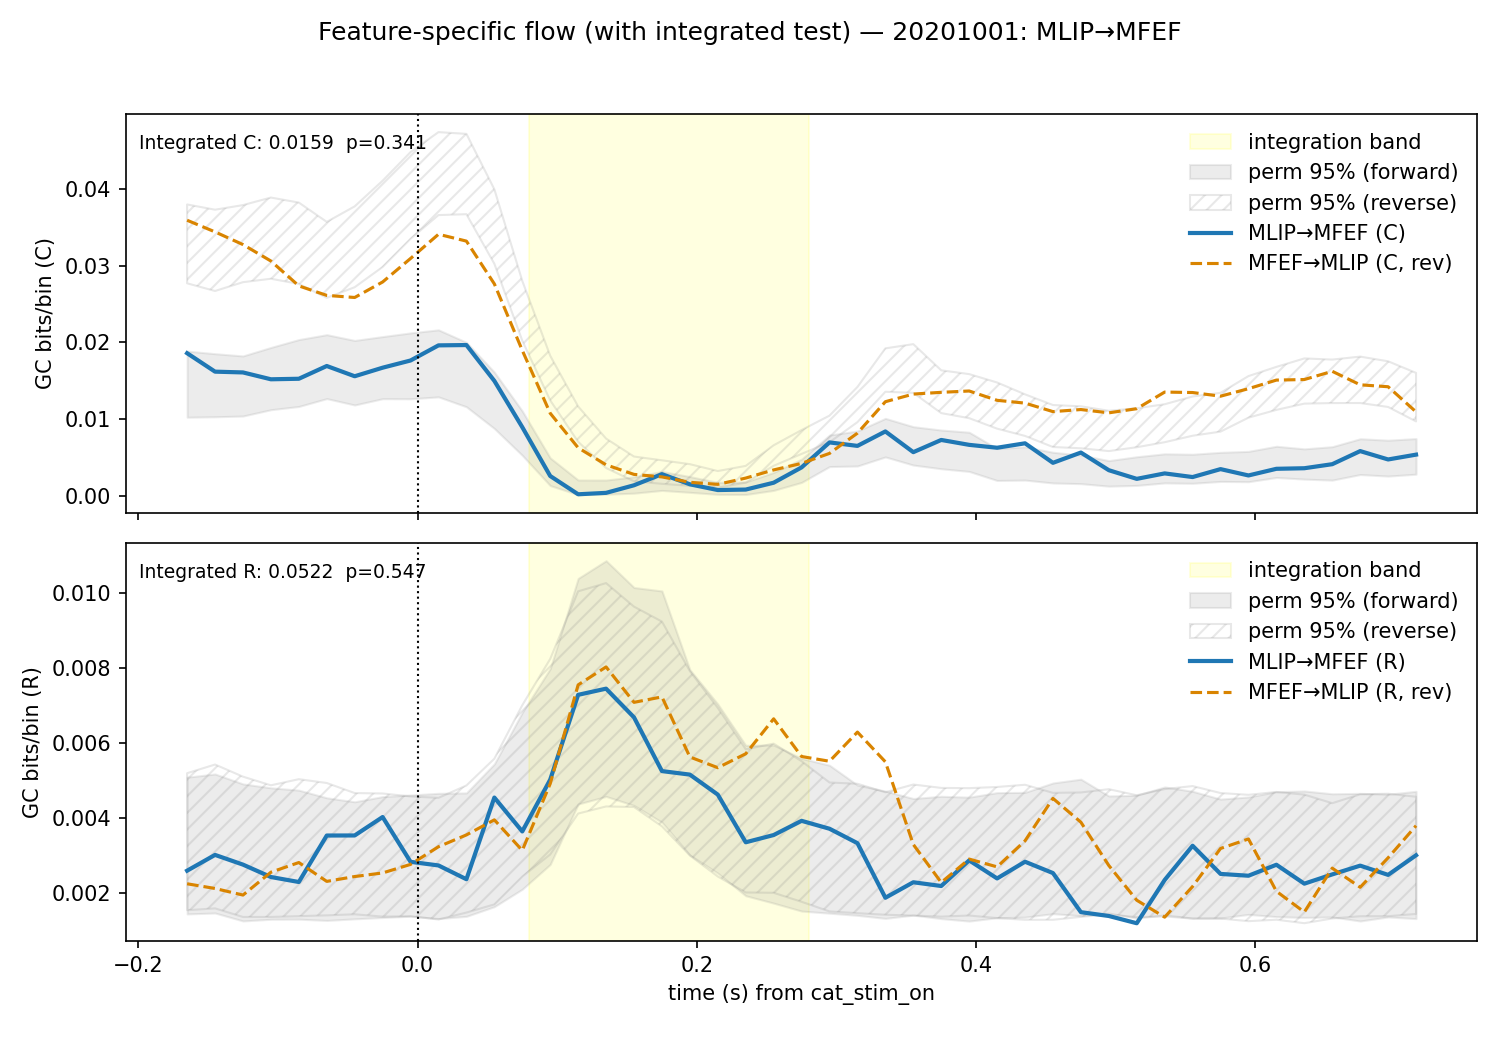 Feature-specific flow (with integrated test) — 20201001: MLIP→MFEF
Integrated C: 0.0159  p=0.341
integration band
perm 95% (forward)
perm 95% (reverse)
MLIP→MFEF (C)
MFEF→MLIP (C, rev)
GC bits/bin (C)
0.04
0.03
0.02
0.01
0.00
Integrated R: 0.0522  p=0.547
integration band
perm 95% (forward)
perm 95% (reverse)
MLIP→MFEF (R)
MFEF→MLIP (R, rev)
GC bits/bin (R)
0.010
0.008
0.006
0.004
0.002
−0.2
0.0
0.2
0.4
0.6
time (s) from cat_stim_on